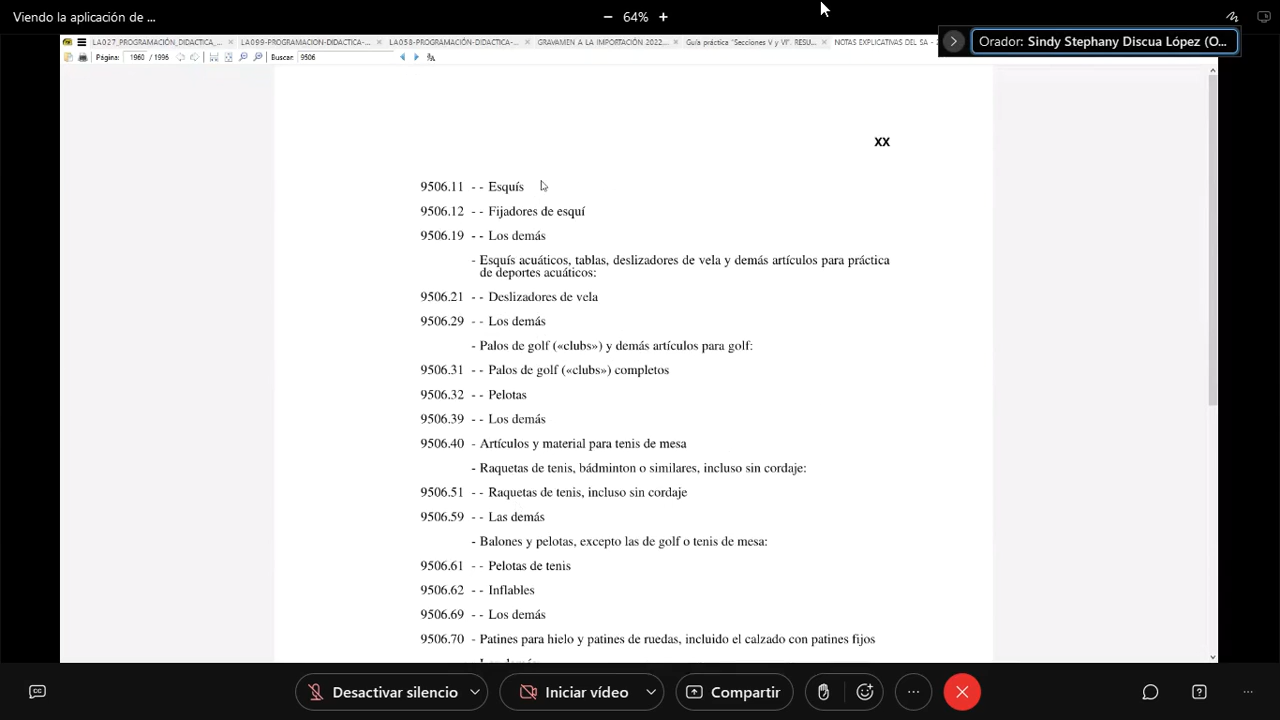 Viendo la aplicación de ...
64%
Orador: Sindy Stephany Discua López (O...
LA027_PROGRAMACIÓN_DIDACTICA_...
LA099-PROGRAMACION-DIDACTICA-...
LA058-PROGRAMACIÓN-DIDACTICA-...
GRAVAMEN A LA IMPORTACIÓN 2022...
Guía práctica "Secciones V y VI". RESU...
NOTAS EXPLICATIVAS DEL SA - 2
Página: 1960 / 1996
Buscar: 9506
XX
9506.11 - - Esquís
9506.12 - - Fijadores de esquí
9506.19 - - Los demás
- Esquís acuáticos, tablas, deslizadores de vela y demás artículos para práctica
de deportes acuáticos:
9506.21 - - Deslizadores de vela
9506.29 - - Los demás
- Palos de golf («clubs») y demás artículos para golf:
9506.31 - - Palos de golf («clubs») completos
9506.32 - - Pelotas
9506.39 - - Los demás
9506.40 - Artículos y material para tenis de mesa
- Raquetas de tenis, bádminton o similares, incluso sin cordaje:
9506.51 - - Raquetas de tenis, incluso sin cordaje
9506.59 - - Las demás
- Balones y pelotas, excepto las de golf o tenis de mesa:
9506.61 - - Pelotas de tenis
9506.62 - - Inflables
9506.69 - - Los demás
9506.70 - Patines para hielo y patines de ruedas, incluido el calzado con patines fijos
Desactivar silencio
Iniciar vídeo
Compartir